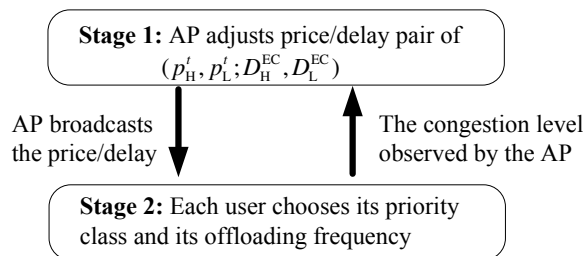 Stage 1: AP adjusts price/delay pair of
(p_H^t, p_L^t; D_H^EC, D_L^EC)
AP broadcasts
the price/delay
The congestion level
observed by the AP
Stage 2: Each user chooses its priority
class and its offloading frequency